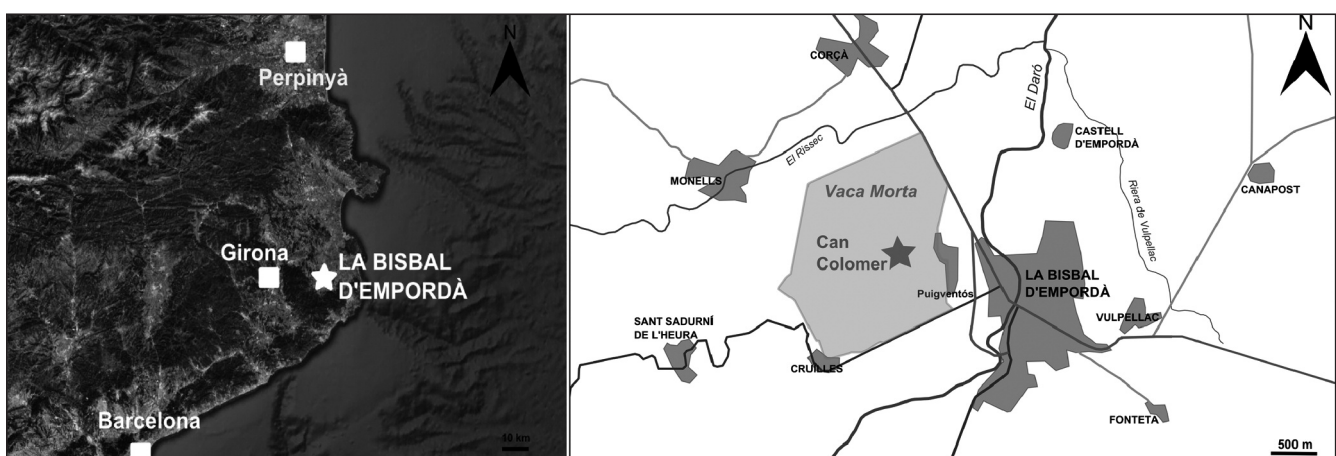 N
Perpinyà
Girona
LA BISBAL
D'EMPORDÀ
Barcelona
10 km
N
CORÇÀ
El Daró
El Rissec
CASTELL
D'EMPORDÀ
MONELLS
CANAPOST
Vaca Morta
Riera de Vulpellac
Can
Colomer
Puigventós
LA BISBAL
D'EMPORDÀ
VULPELLAC
SANT SADURNÍ
DE L'HEURA
CRUILLES
FONTETA
500 m